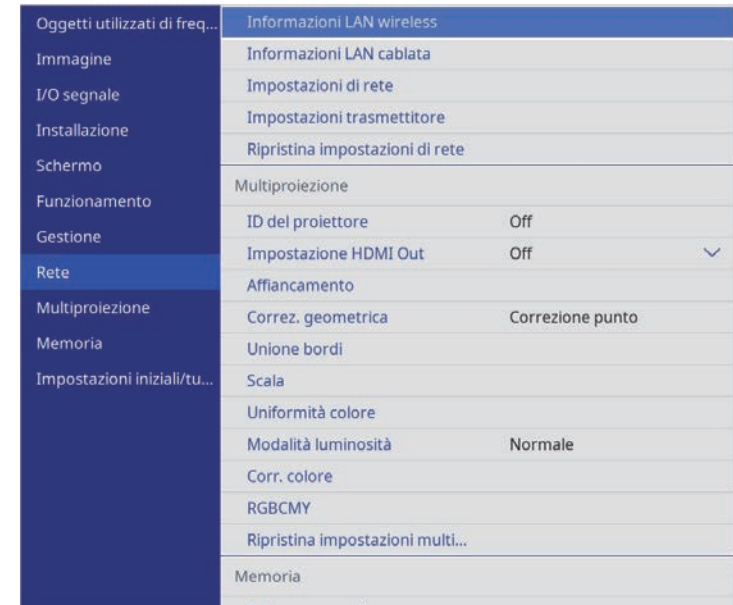 Oggetti utilizzati di freq...
Immagine
I/O segnale
Installazione
Schermo
Funzionamento
Gestione
Rete
Multiproiezione
Memoria
Impostazioni iniziali/tu...
Informazioni LAN wireless
Informazioni LAN cablata
Impostazioni di rete
Impostazioni trasmettitore
Ripristina impostazioni di rete
Multiproiezione
ID del proiettore Off
Impostazione HDMI Out Off
Affiancamento
Correz. geometrica Correzione punto
Unione bordi
Scala
Uniformità colore
Modalità luminosità Normale
Corr. colore
RGBCMY
Ripristina impostazioni multi...
Memoria